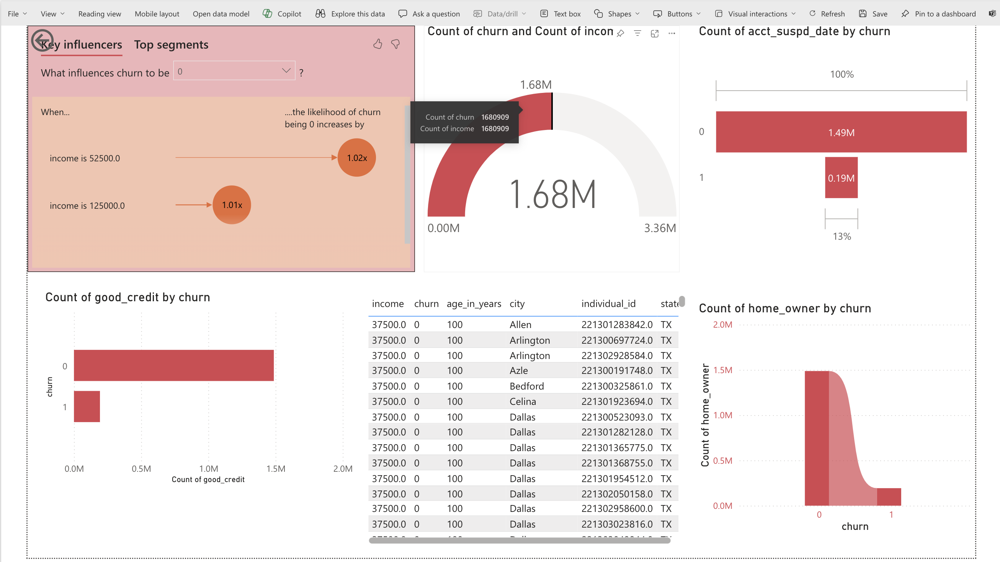 File View Reading view Mobile layout Open data model Copilot Explore this data Ask a question Data/drill Text box Shapes Buttons Visual interactions Refresh Save Pin to a dashboard
Key influencers Top segments
What influences churn to be 0 ?
When...
....the likelihood of churn
being 0 increases by
income is 52500.0
1.02x
income is 125000.0
1.01x
Count of churn and Count of incon
1.68M
Count of churn 1680909
Count of income 1680909
1.68M
0.00M
3.36M
Count of acct_suspd_date by churn
100%
0
1.49M
1
0.19M
13%
Count of good_credit by churn
churn
0
1
0.0M 0.5M 1.0M 1.5M 2.0M
Count of good_credit
income churn age_in_years city individual_id state
37500.0 0 100 Allen 221301283842.0 TX
37500.0 0 100 Arlington 221300697724.0 TX
37500.0 0 100 Arlington 221302928584.0 TX
37500.0 0 100 Azle 221300191748.0 TX
37500.0 0 100 Bedford 221300325861.0 TX
37500.0 0 100 Celina 221301923694.0 TX
37500.0 0 100 Dallas 221300523093.0 TX
37500.0 0 100 Dallas 221301282128.0 TX
37500.0 0 100 Dallas 221301365775.0 TX
37500.0 0 100 Dallas 221301368755.0 TX
37500.0 0 100 Dallas 221301954512.0 TX
37500.0 0 100 Dallas 221302050158.0 TX
37500.0 0 100 Dallas 221302958600.0 TX
37500.0 0 100 Dallas 221303023816.0 TX
Count of home_owner by churn
Count of home_owner
2.0M
1.5M
1.0M
0.5M
0.0M
0 1
churn